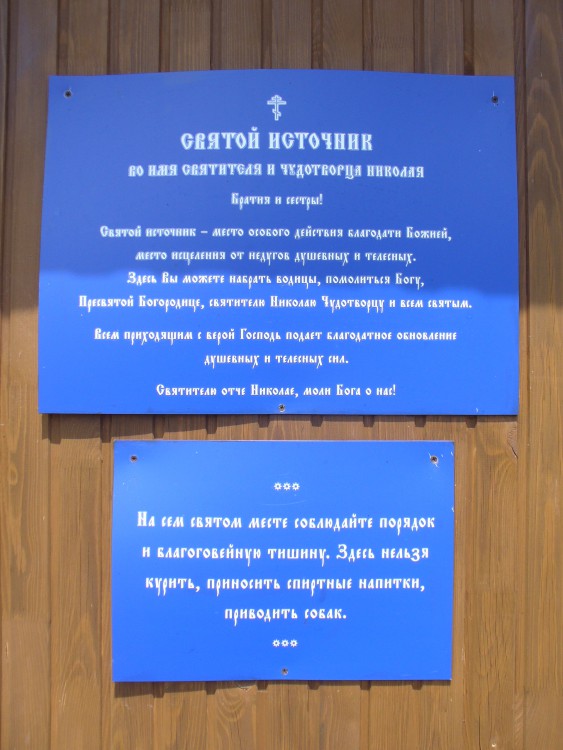 СВЯТОЙ ИСТОЧНИК
ВО ИМЯ СВЯТИТЕЛЯ И ЧУДОТВОРЦА НИКОЛАЯ
Братия и сестры!
Святой источник – место особого действия благодати Божией,
место исцеления от недугов душевных и телесных.
Здесь Вы можете набрать водицы, помолиться Богу,
Пресвятой Богородице, святителю Николаю Чудотворцу и всем святым.
Всем приходящим с верой Господь подает благодатное обновление
душевных и телесных сил.
Святителю отче Николае, моли Бога о нас!
На сем святом месте соблюдайте порядок
и благоговейную тишину. Здесь нельзя
курить, приносить спиртные напитки,
приводить собак.